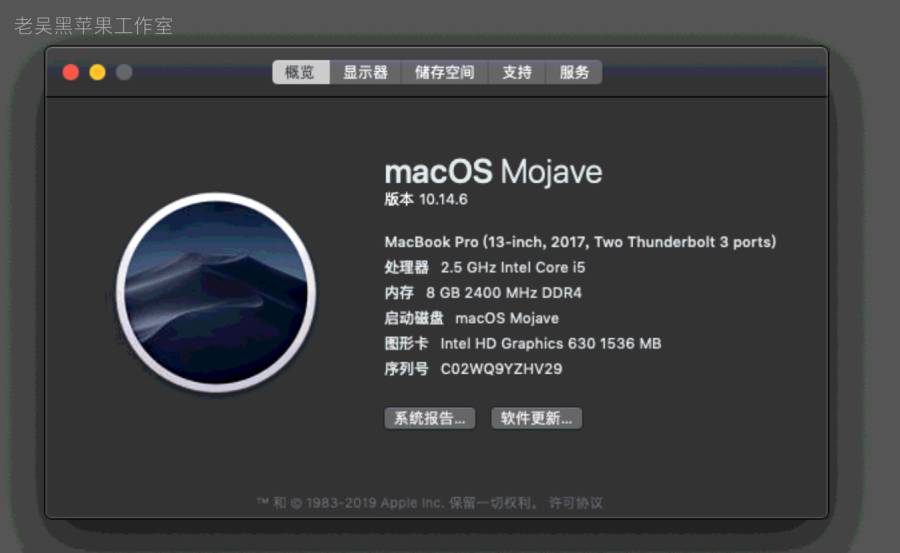 老吴黑苹果工作室
概览 显示器 储存空间 支持 服务
macOS Mojave
版本 10.14.6
MacBook Pro (13-inch, 2017, Two Thunderbolt 3 ports)
处理器 2.5 GHz Intel Core i5
内存 8 GB 2400 MHz DDR4
启动磁盘 macOS Mojave
图形卡 Intel HD Graphics 630 1536 MB
序列号 C02WQ9YZHV29
系统报告... 软件更新...
™ 和 © 1983-2019 Apple Inc. 保留一切权利。 许可协议